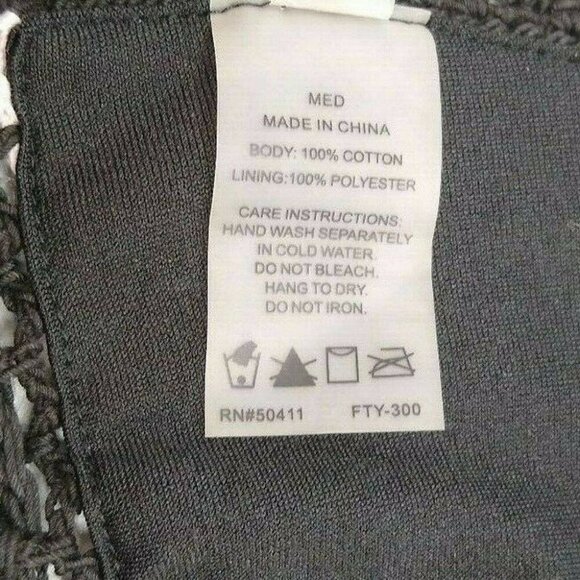 MED
MADE IN CHINA
BODY: 100% COTTON
LINING:100% POLYESTER
CARE INSTRUCTIONS:
HAND WASH SEPARATELY
IN COLD WATER.
DO NOT BLEACH.
HANG TO DRY.
DO NOT IRON.
RN#50411 FTY-300